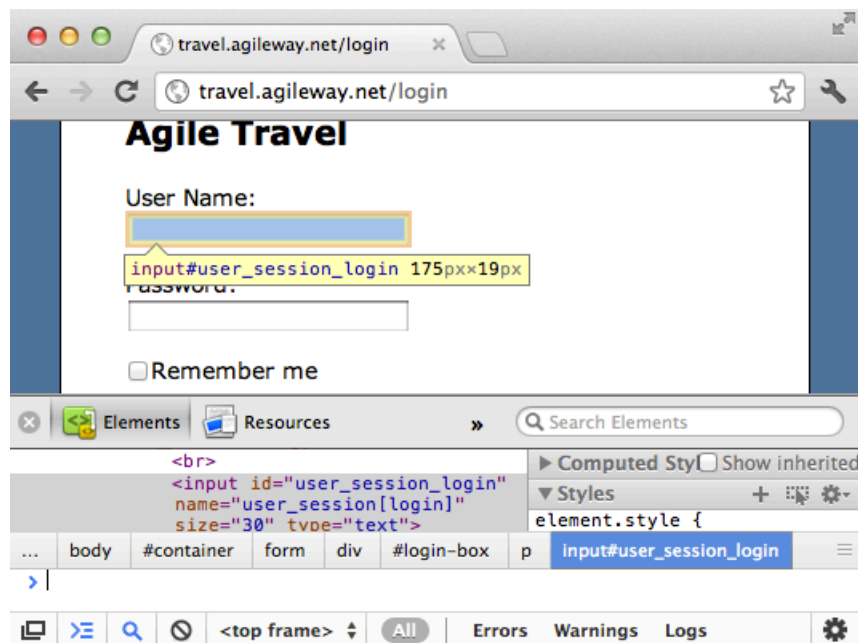 travel.agileway.net/login
travel.agileway.net/login
Agile Travel
User Name:
input#user_session_login 175px×19px
Password:
Remember me
Elements Resources » Search Elements
<br>
<input id="user_session_login"
name="user_session[login]"
size="30" type="text">
▶ Computed Styl Show inherited
▼ Styles
element.style {
... body #container form div #login-box p input#user_session_login
>
<top frame> All Errors Warnings Logs